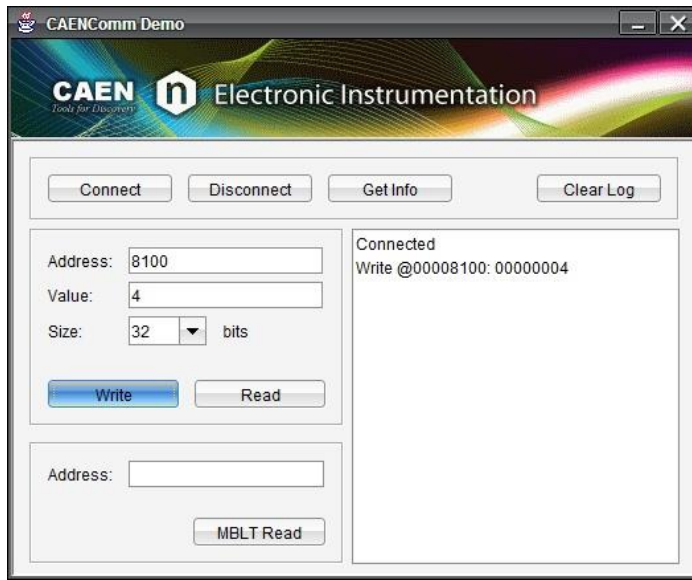 CAENComm Demo
CAEN n Electronic Instrumentation
Tools for Discovery
Connect Disconnect Get Info Clear Log
Address: 8100
Value: 4
Size: 32 bits
Write Read
Address:
MBLT Read
Connected
Write @00008100: 00000004